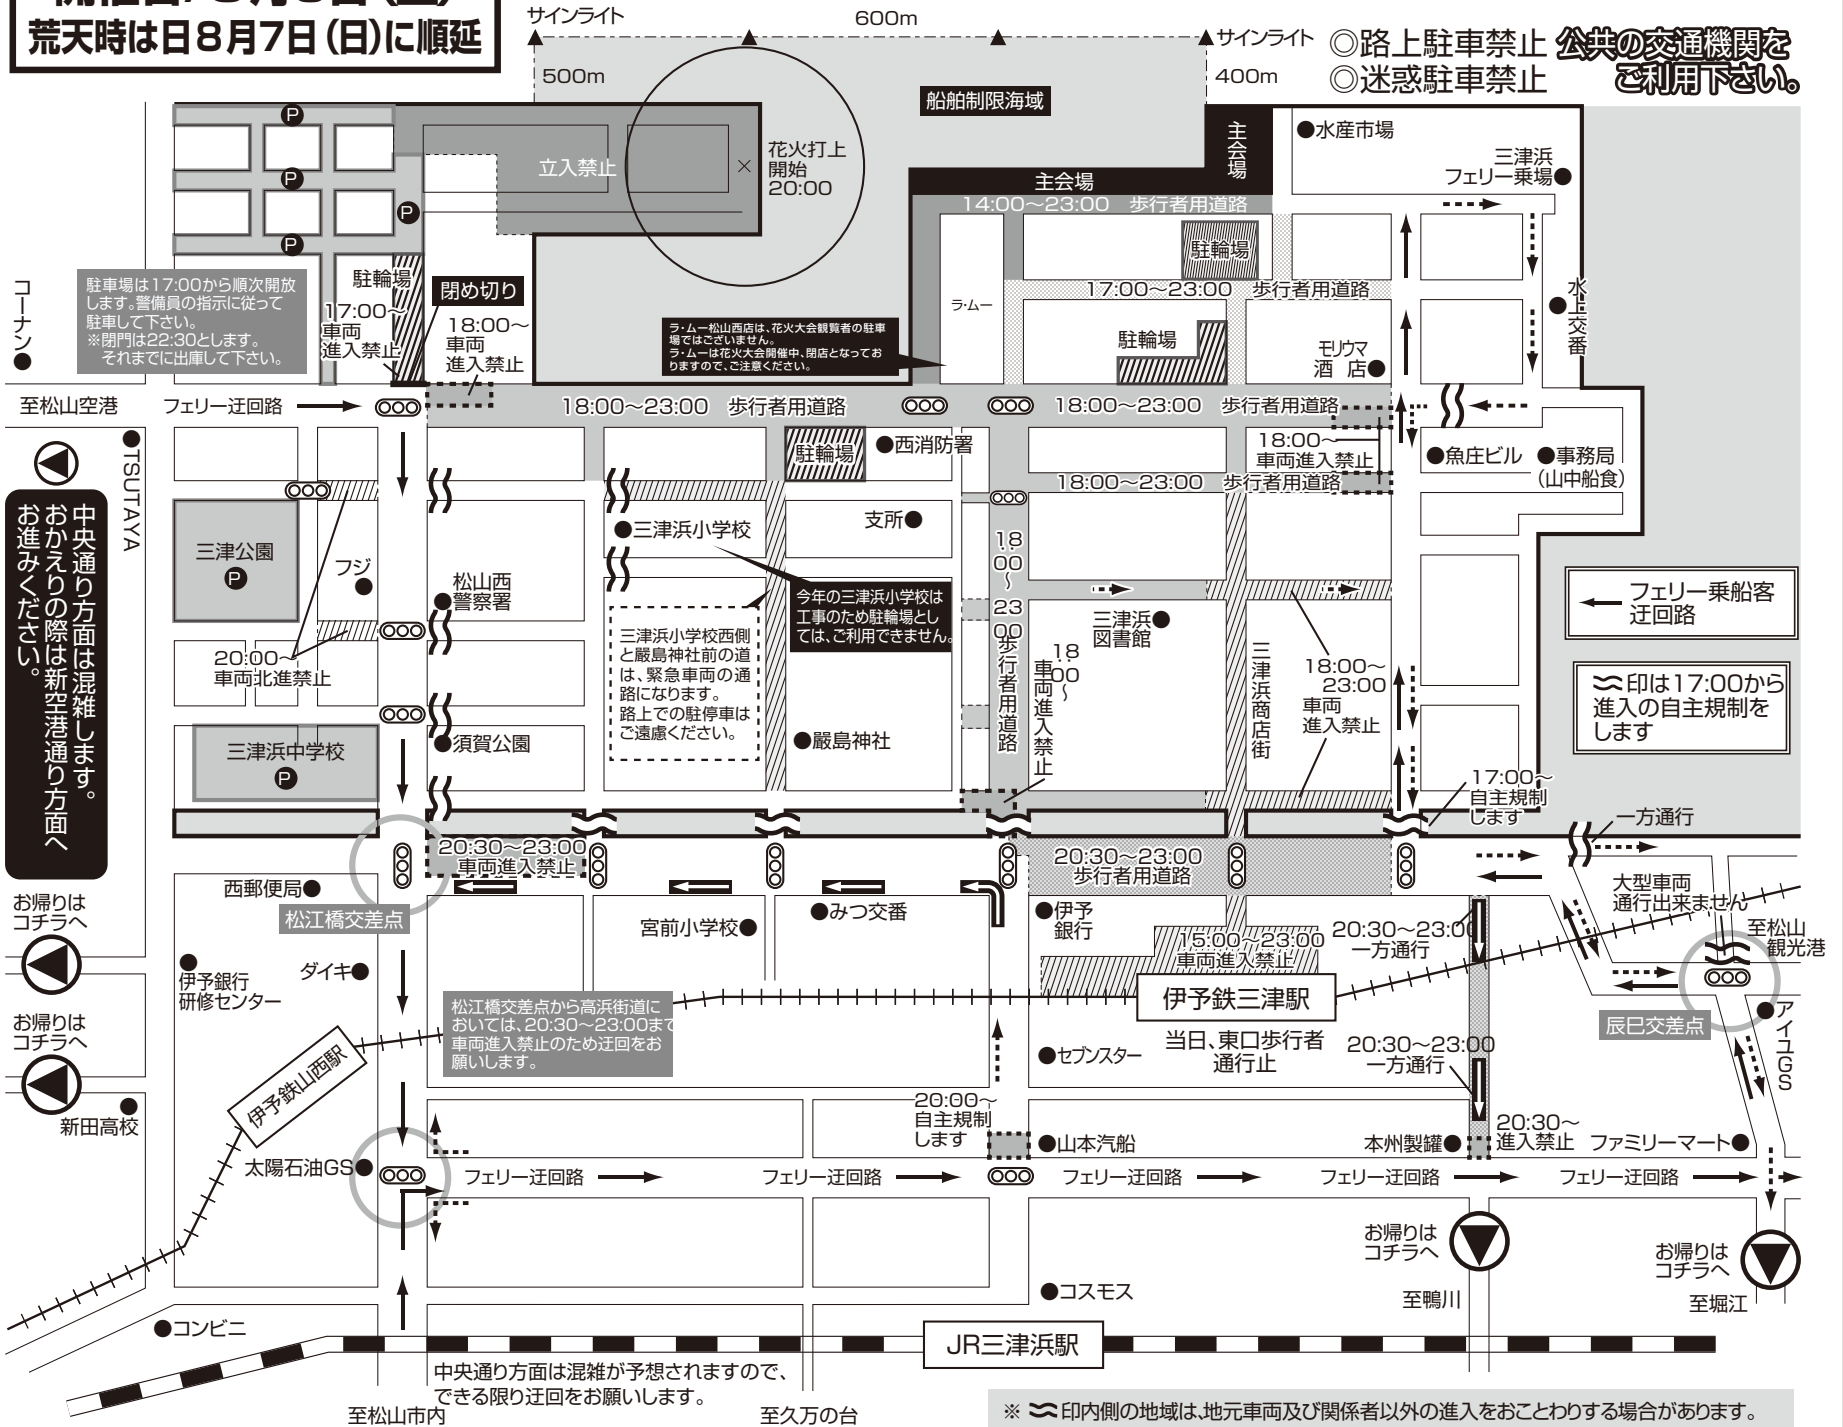 荒天時は日8月7日(日)に順延
サインライト
600m
サインライト
500m
400m
◎路上駐車禁止
◎迷惑駐車禁止
公共の交通機関を
ご利用下さい。
船舶制限海域
P
P
P
P
立入禁止
花火打上
開始
20:00
主会場
主会場
14:00〜23:00 歩行者用道路
●水産市場
三津浜
フェリー乗場●
駐輪場
コーナン●
駐車場は17:00から順次開放
します。警備員の指示に従って
駐車して下さい。
※閉門は22:30とします。
それまでに出庫して下さい。
駐輪場
17:00〜
車両
進入禁止
閉め切り
18:00〜
車両
進入禁止
ラ・ムー松山西店は、花火大会観覧者の駐車
場ではございません。
ラ・ムーは花火大会開催中、閉店となってお
りますので、ご注意ください。
ラ・ムー
17:00〜23:00 歩行者用道路
駐輪場
モリウマ
酒 店●
●水上交番
至松山空港
フェリー迂回路
18:00〜23:00 歩行者用道路
18:00〜23:00 歩行者用道路
●TSUTAYA
駐輪場
●西消防署
18:00〜
車両進入禁止
●魚庄ビル
●事務局
(山中船食)
18:00〜23:00 歩行者用道路
中央通り方面は混雑します。
おかえりの際は新空港通り方面へ
お進みください。
三津公園
P
フジ
●
松山西
警察署
●
●三津浜小学校
支所●
今年の三津浜小学校は
工事のため駐輪場とし
ては、ご利用できません。
三津浜小学校西側
と厳島神社前の道
は、緊急車両の通
路になります。
路上での駐停車は
ご遠慮ください。
18:00〜23:00歩行者用道路
三津浜●
図書館
18:00〜
車両進入禁止
三津浜商店街
18:00〜
23:00
車両
進入禁止
フェリー乗船客
迂回路
印は17:00から
進入の自主規制を
します
20:00〜
車両北進禁止
三津浜中学校
P
●須賀公園
●厳島神社
17:00〜
自主規制
します
一方通行
20:30〜23:00
車両進入禁止
20:30〜23:00
歩行者用道路
西郵便局●
松江橋交差点
お帰りは
コチラへ
宮前小学校●
●みつ交番
●伊予
銀行
15:00〜23:00
車両進入禁止
20:30〜23:00
一方通行
大型車両
通行出来ません
至松山
観光港
●
伊予銀行
研修センター
ダイキ●
松江橋交差点から高浜街道に
おいては、20:30〜23:00まで
車両進入禁止のため迂回をお
願いします。
伊予鉄三津駅
辰巳交差点
●アイユGS
お帰りは
コチラへ
伊予鉄山西駅
●セブンスター
当日、東口歩行者
通行止
20:30〜23:00
一方通行
●
新田高校
20:00〜
自主規制
します
●山本汽船
本州製罐●
20:30〜
進入禁止
ファミリーマート●
太陽石油GS●
フェリー迂回路
フェリー迂回路
フェリー迂回路
フェリー迂回路
フェリー迂回路
お帰りは
コチラへ
お帰りは
コチラへ
●コスモス
至鴨川
至堀江
●コンビニ
JR三津浜駅
中央通り方面は混雑が予想されますので、
できる限り迂回をお願いします。
至松山市内
至久万の台
※ 印内側の地域は、地元車両及び関係者以外の進入をおことわりする場合があります。